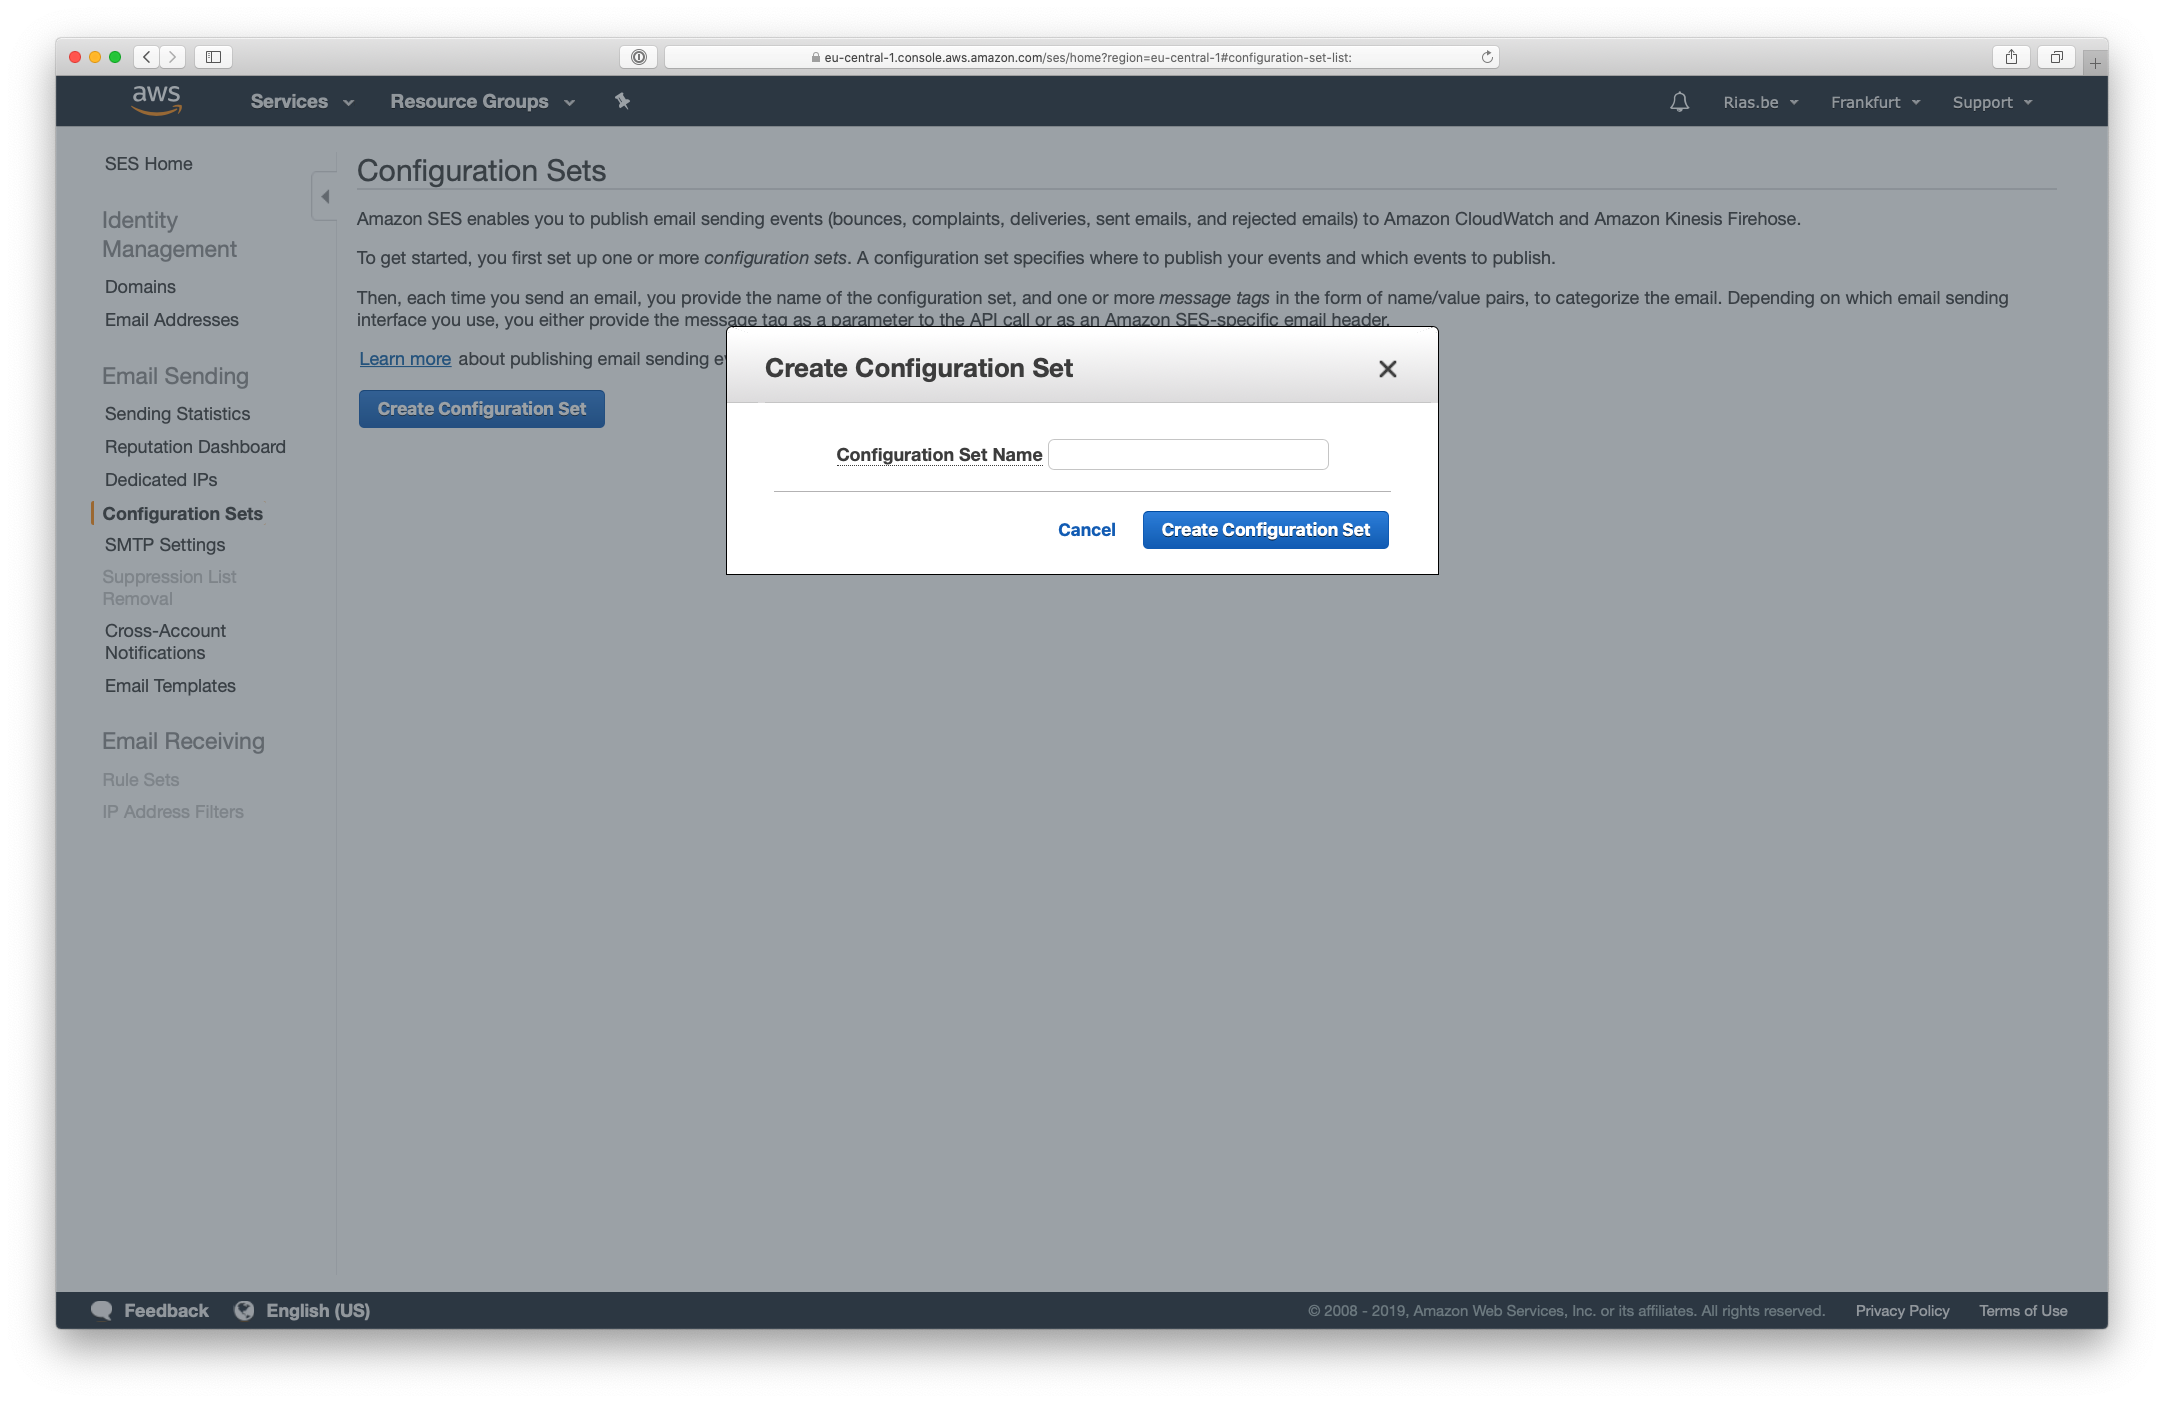 eu-central-1.console.aws.amazon.com/ses/home?region=eu-central-1#configuration-set-list:
aws
Services
Resource Groups
Rias.be
Frankfurt
Support
SES Home
Identity
Management
Domains
Email Addresses
Email Sending
Sending Statistics
Reputation Dashboard
Dedicated IPs
Configuration Sets
SMTP Settings
Suppression List
Removal
Cross-Account
Notifications
Email Templates
Email Receiving
Rule Sets
IP Address Filters
Configuration Sets
Amazon SES enables you to publish email sending events (bounces, complaints, deliveries, sent emails, and rejected emails) to Amazon CloudWatch and Amazon Kinesis Firehose.
To get started, you first set up one or more configuration sets. A configuration set specifies where to publish your events and which events to publish.
Then, each time you send an email, you provide the name of the configuration set, and one or more message tags in the form of name/value pairs, to categorize the email. Depending on which email sending
interface you use, you either provide the message tag as a parameter to the API call or as an Amazon SES-specific email header.
Learn more about publishing email sending
Create Configuration Set
Create Configuration Set
Configuration Set Name
Cancel
Create Configuration Set
Feedback
English (US)
© 2008 - 2019, Amazon Web Services, Inc. or its affiliates. All rights reserved.
Privacy Policy
Terms of Use